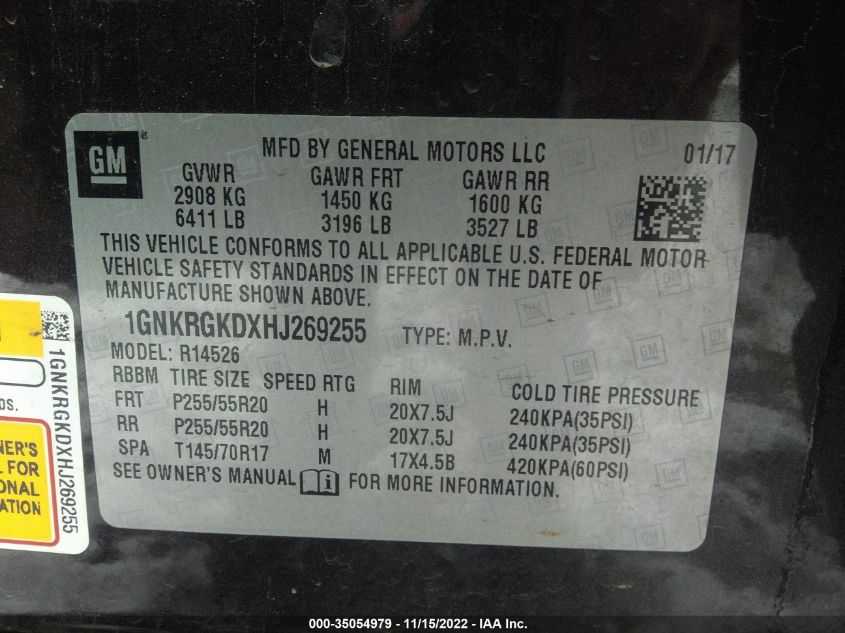 GM
®
MFD BY GENERAL MOTORS LLC
01/17
GVWR GAWR FRT GAWR RR
2908 KG 1450 KG 1600 KG
6411 LB 3196 LB 3527 LB
THIS VEHICLE CONFORMS TO ALL APPLICABLE U.S. FEDERAL MOTOR
VEHICLE SAFETY STANDARDS IN EFFECT ON THE DATE OF
MANUFACTURE SHOWN ABOVE.
1GNKRGKDXHJ269255 TYPE: M.P.V.
MODEL: R14526
RBBM TIRE SIZE SPEED RTG RIM COLD TIRE PRESSURE
FRT P255/55R20 H 20X7.5J 240KPA(35PSI)
RR P255/55R20 H 20X7.5J 240KPA(35PSI)
SPA T145/70R17 M 17X4.5B 420KPA(60PSI)
SEE OWNER'S MANUAL FOR MORE INFORMATION.
1GNKRGKDXHJ269255
DS.
NER'S
L FOR
ONAL
ATION
000-35054979 - 11/15/2022 - IAA Inc.